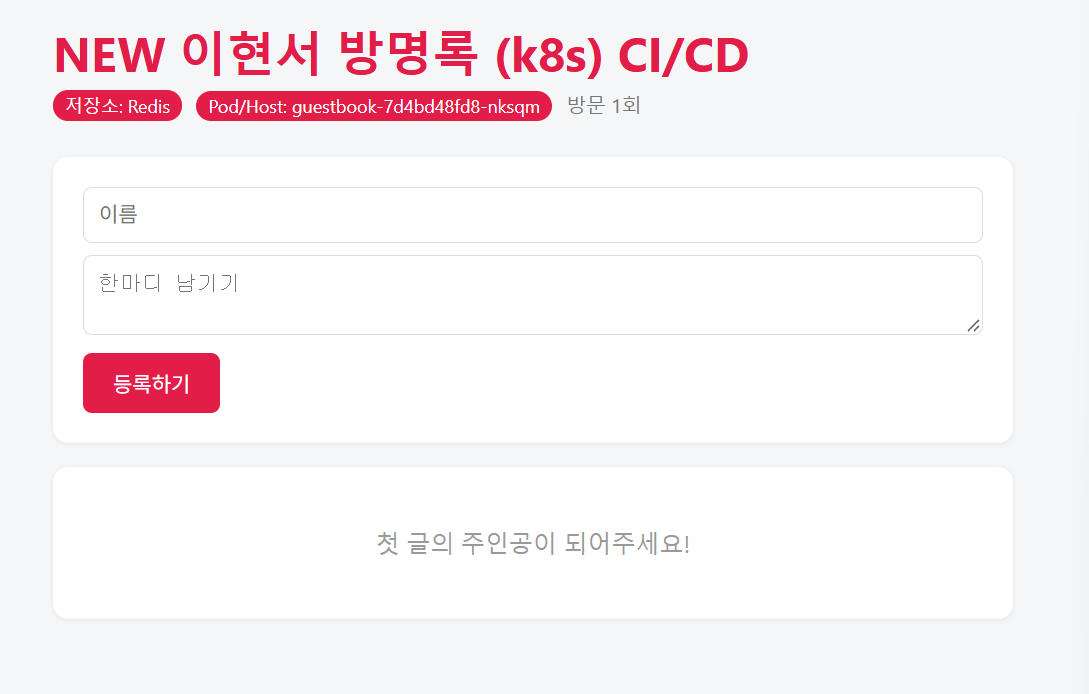 NEW 이현서 방명록 (k8s) CI/CD
저장소: Redis Pod/Host: guestbook-7d4bd48fd8-nksqm 방문 1회
이름
한마디 남기기
등록하기
첫 글의 주인공이 되어주세요!